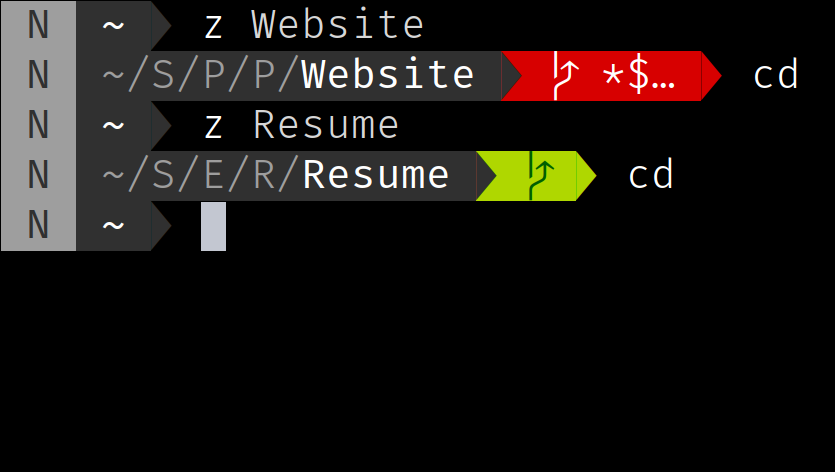 N ~ z Website
N ~/S/P/P/Website *$… cd
N ~ z Resume
N ~/S/E/R/Resume cd
N ~